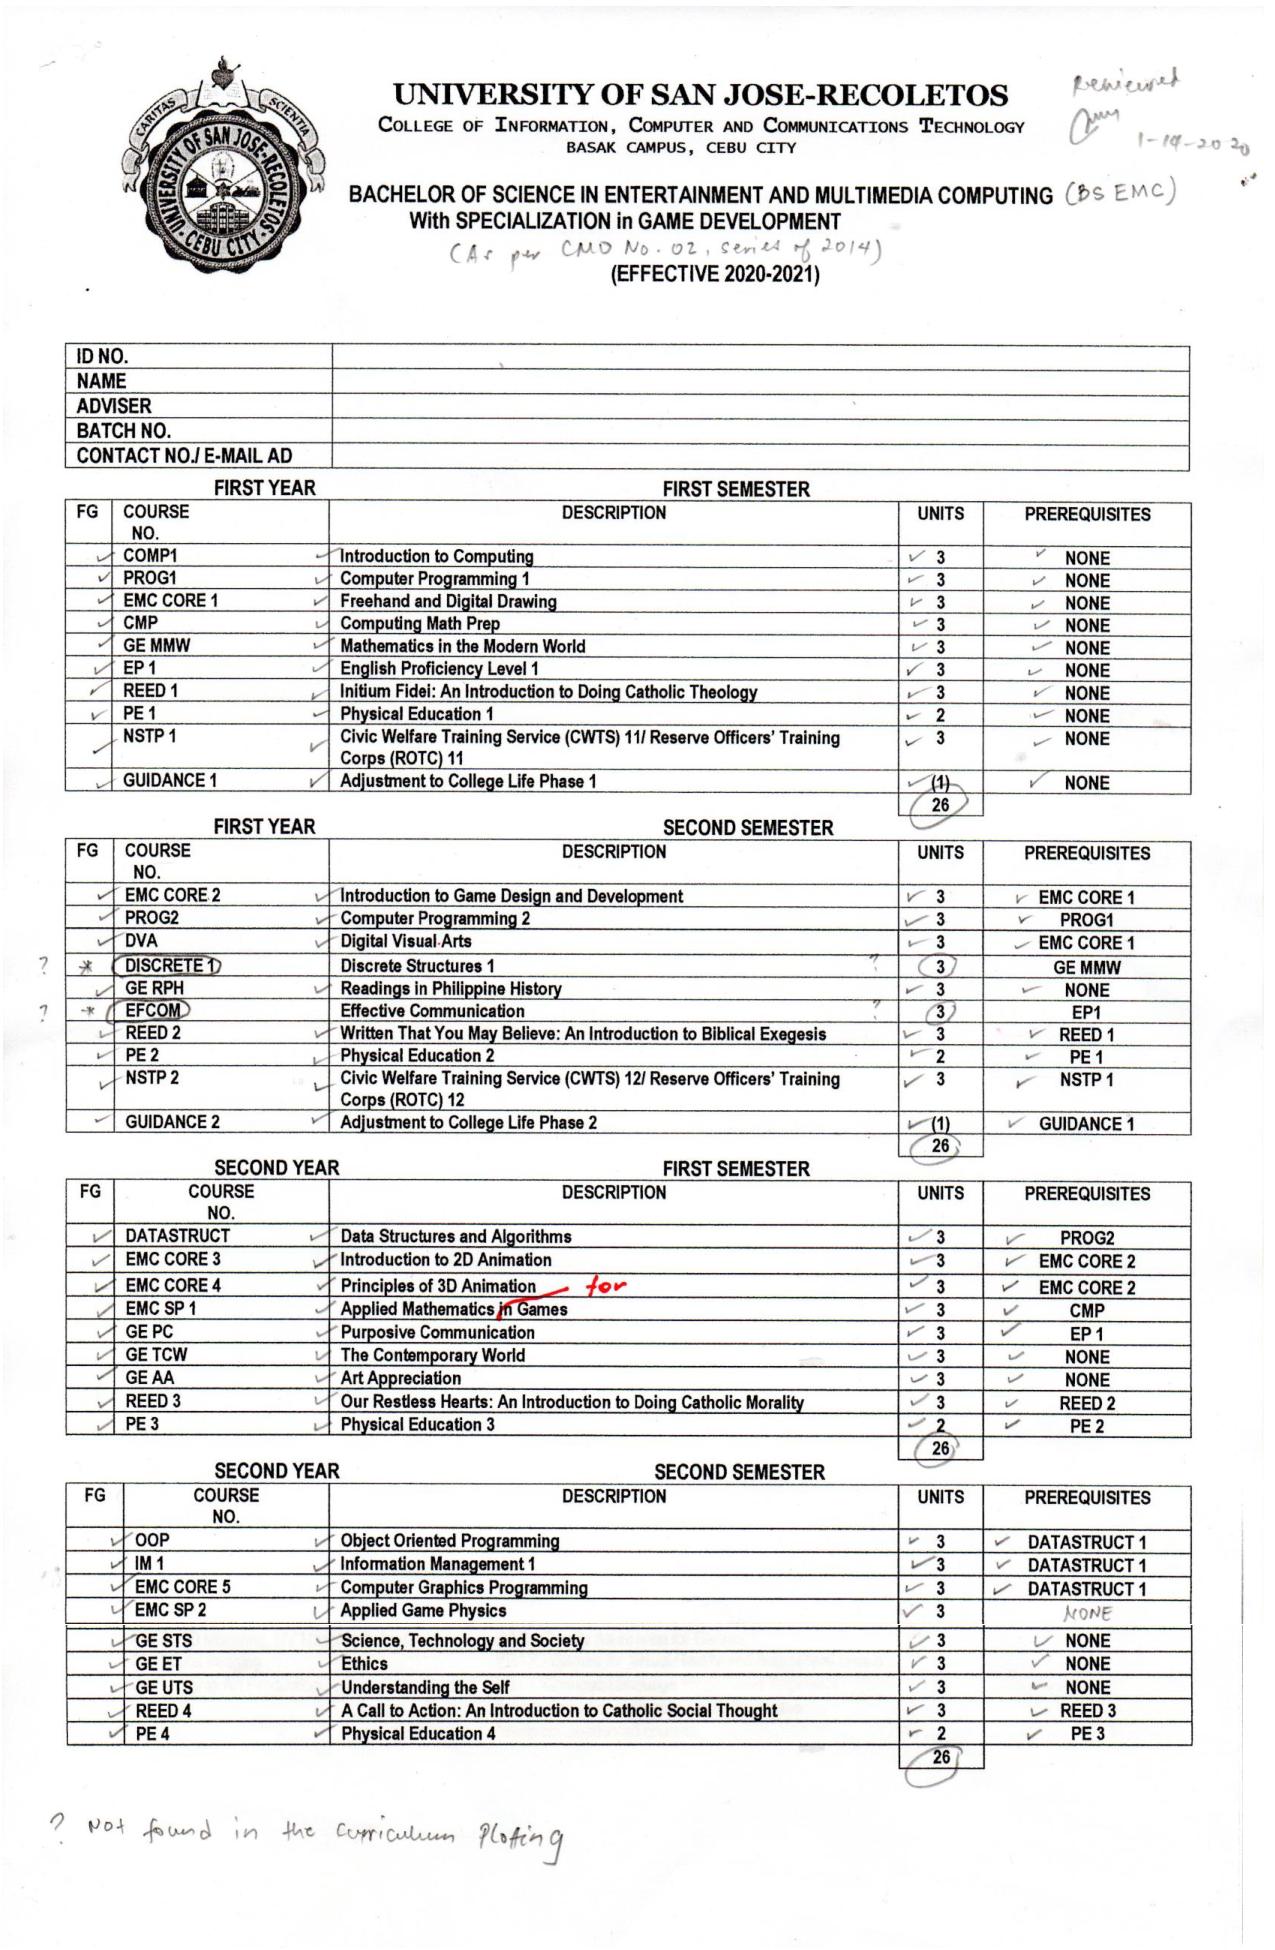 CARITAS
SCIENTIA
UNIVERSITY OF SAN JOSE-RECOLETOS
CEBU CITY
UNIVERSITY OF SAN JOSE-RECOLETOS
COLLEGE OF INFORMATION, COMPUTER AND COMMUNICATIONS TECHNOLOGY
BASAK CAMPUS, CEBU CITY
Reviewed
1-14-2020
BACHELOR OF SCIENCE IN ENTERTAINMENT AND MULTIMEDIA COMPUTING (BS EMC)
With SPECIALIZATION in GAME DEVELOPMENT
(As per CMO No. 02, series of 2014)
(EFFECTIVE 2020-2021)
ID NO.
NAME
ADVISER
BATCH NO.
CONTACT NO./ E-MAIL AD
FIRST YEAR FIRST SEMESTER
FG COURSE NO. DESCRIPTION UNITS PREREQUISITES
COMP1 Introduction to Computing 3 NONE
PROG1 Computer Programming 1 3 NONE
EMC CORE 1 Freehand and Digital Drawing 3 NONE
CMP Computing Math Prep 3 NONE
GE MMW Mathematics in the Modern World 3 NONE
EP 1 English Proficiency Level 1 3 NONE
REED 1 Initium Fidei: An Introduction to Doing Catholic Theology 3 NONE
PE 1 Physical Education 1 2 NONE
NSTP 1 Civic Welfare Training Service (CWTS) 11/ Reserve Officers' Training 3 NONE
Corps (ROTC) 11
GUIDANCE 1 Adjustment to College Life Phase 1 (1) NONE
26
FIRST YEAR SECOND SEMESTER
FG COURSE NO. DESCRIPTION UNITS PREREQUISITES
EMC CORE 2 Introduction to Game Design and Development 3 EMC CORE 1
PROG2 Computer Programming 2 3 PROG1
DVA Digital Visual Arts 3 EMC CORE 1
? * DISCRETE 1 Discrete Structures 1 ? 3 GE MMW
GE RPH Readings in Philippine History 3 NONE
? * EFCOM Effective Communication ? 3 EP1
REED 2 Written That You May Believe: An Introduction to Biblical Exegesis 3 REED 1
PE 2 Physical Education 2 2 PE 1
NSTP 2 Civic Welfare Training Service (CWTS) 12/ Reserve Officers' Training 3 NSTP 1
Corps (ROTC) 12
GUIDANCE 2 Adjustment to College Life Phase 2 (1) GUIDANCE 1
26
SECOND YEAR FIRST SEMESTER
FG COURSE NO. DESCRIPTION UNITS PREREQUISITES
DATASTRUCT Data Structures and Algorithms 3 PROG2
EMC CORE 3 Introduction to 2D Animation 3 EMC CORE 2
EMC CORE 4 Principles of 3D Animation for 3 EMC CORE 2
EMC SP 1 Applied Mathematics in Games 3 CMP
GE PC Purposive Communication 3 EP 1
GE TCW The Contemporary World 3 NONE
GE AA Art Appreciation 3 NONE
REED 3 Our Restless Hearts: An Introduction to Doing Catholic Morality 3 REED 2
PE 3 Physical Education 3 2 PE 2
26
SECOND YEAR SECOND SEMESTER
FG COURSE NO. DESCRIPTION UNITS PREREQUISITES
OOP Object Oriented Programming 3 DATASTRUCT 1
IM 1 Information Management 1 3 DATASTRUCT 1
EMC CORE 5 Computer Graphics Programming 3 DATASTRUCT 1
EMC SP 2 Applied Game Physics 3 NONE
GE STS Science, Technology and Society 3 NONE
GE ET Ethics 3 NONE
GE UTS Understanding the Self 3 NONE
REED 4 A Call to Action: An Introduction to Catholic Social Thought 3 REED 3
PE 4 Physical Education 4 2 PE 3
26
? Not found in the curriculum Ploting